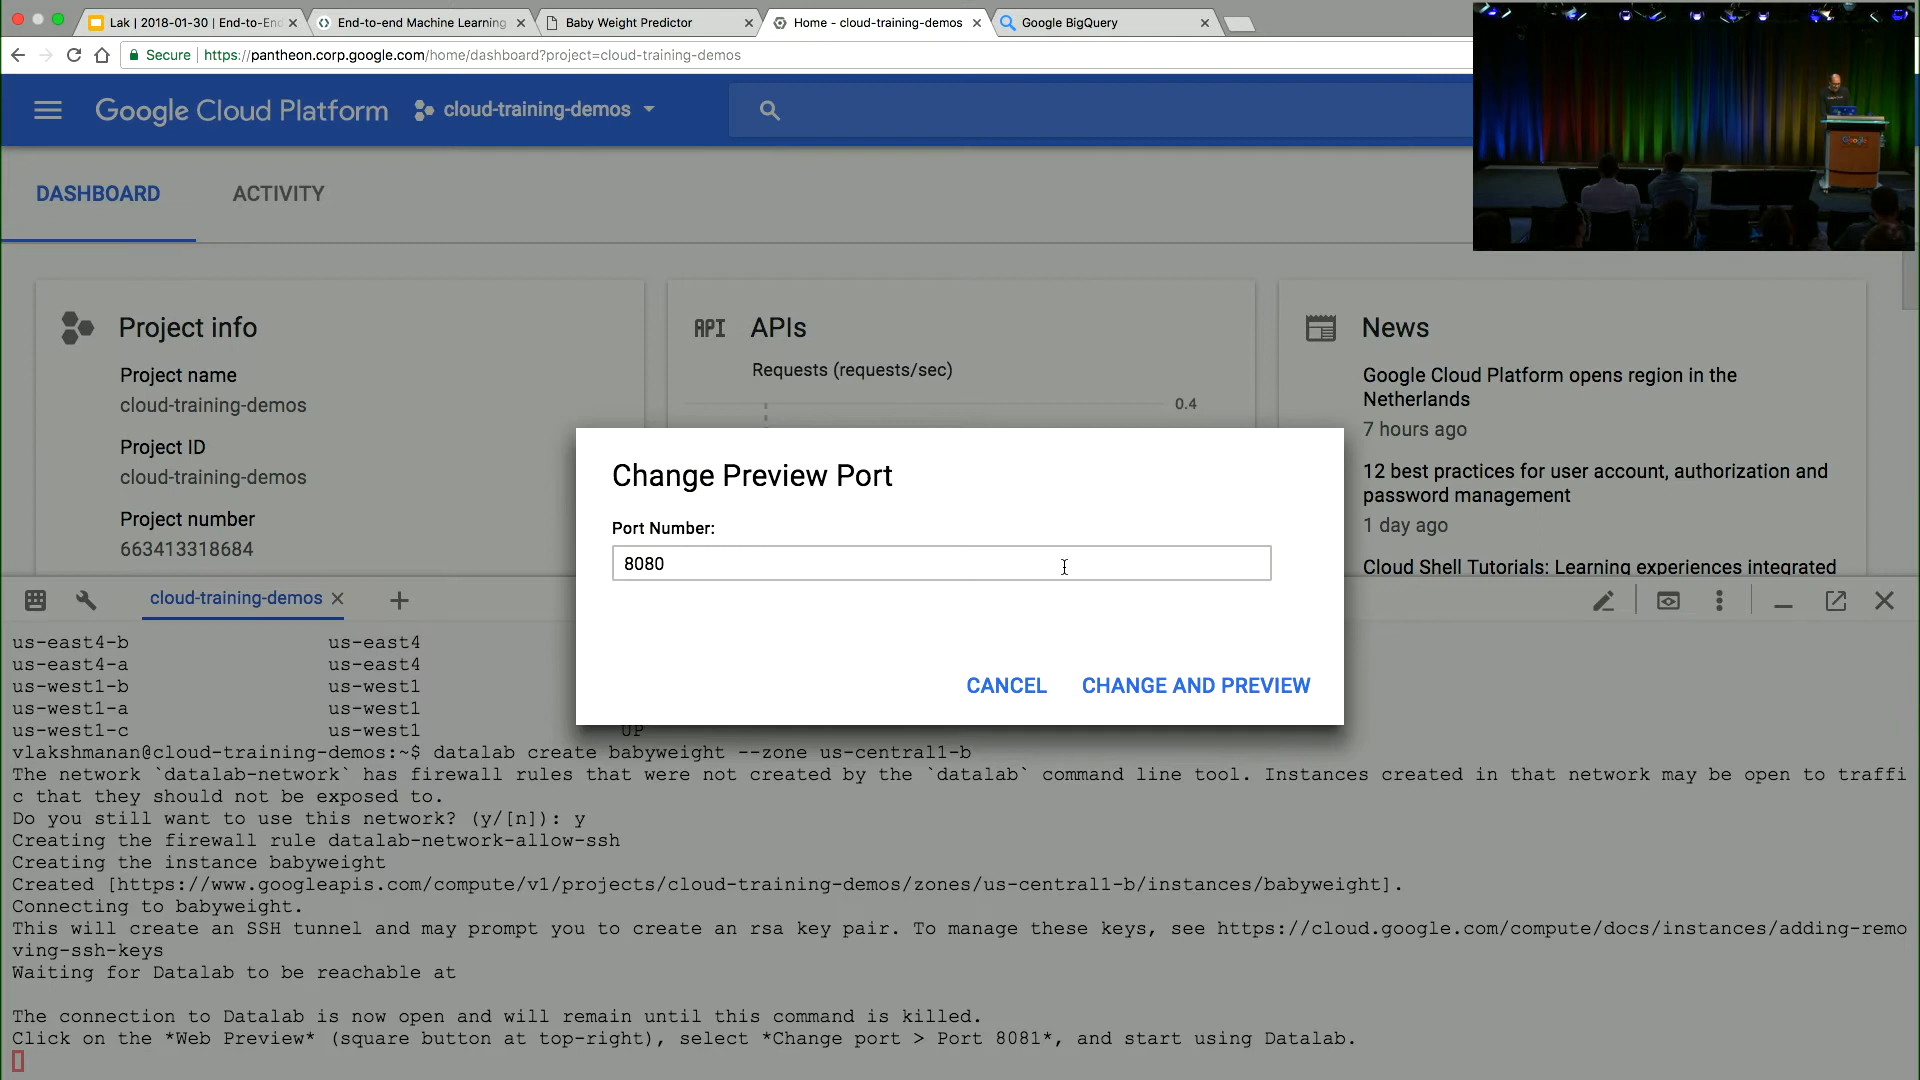 Lak | 2018-01-30 | End-to-En
End-to-end Machine Learning
Baby Weight Predictor
Home - cloud-training-demos
Google BigQuery
Secure
https://pantheon.corp.google.com/home/dashboard?project=cloud-training-demos
Google Cloud Platform
cloud-training-demos
DASHBOARD
ACTIVITY
Project info
Project name
cloud-training-demos
Project ID
cloud-training-demos
Project number
663413318684
API
APIs
Requests (requests/sec)
0.4
News
Google Cloud Platform opens region in the
Netherlands
7 hours ago
12 best practices for user account, authorization and
password management
1 day ago
Cloud Shell Tutorials: Learning experiences integrated
Change Preview Port
Port Number:
8080
CANCEL
CHANGE AND PREVIEW
cloud-training-demos
us-east4-b us-east4
us-east4-a us-east4
us-west1-b us-west1
us-west1-a us-west1
us-west1-c us-west1 UP
vlakshmanan@cloud-training-demos:~$ datalab create babyweight --zone us-central1-b
The network `datalab-network` has firewall rules that were not created by the `datalab` command line tool. Instances created in that network may be open to traffi
c that they should not be exposed to.
Do you still want to use this network? (y/[n]): y
Creating the firewall rule datalab-network-allow-ssh
Creating the instance babyweight
Created [https://www.googleapis.com/compute/v1/projects/cloud-training-demos/zones/us-central1-b/instances/babyweight].
Connecting to babyweight.
This will create an SSH tunnel and may prompt you to create an rsa key pair. To manage these keys, see https://cloud.google.com/compute/docs/instances/adding-remo
ving-ssh-keys
Waiting for Datalab to be reachable at
The connection to Datalab is now open and will remain until this command is killed.
Click on the *Web Preview* (square button at top-right), select *Change port > Port 8081*, and start using Datalab.
Google